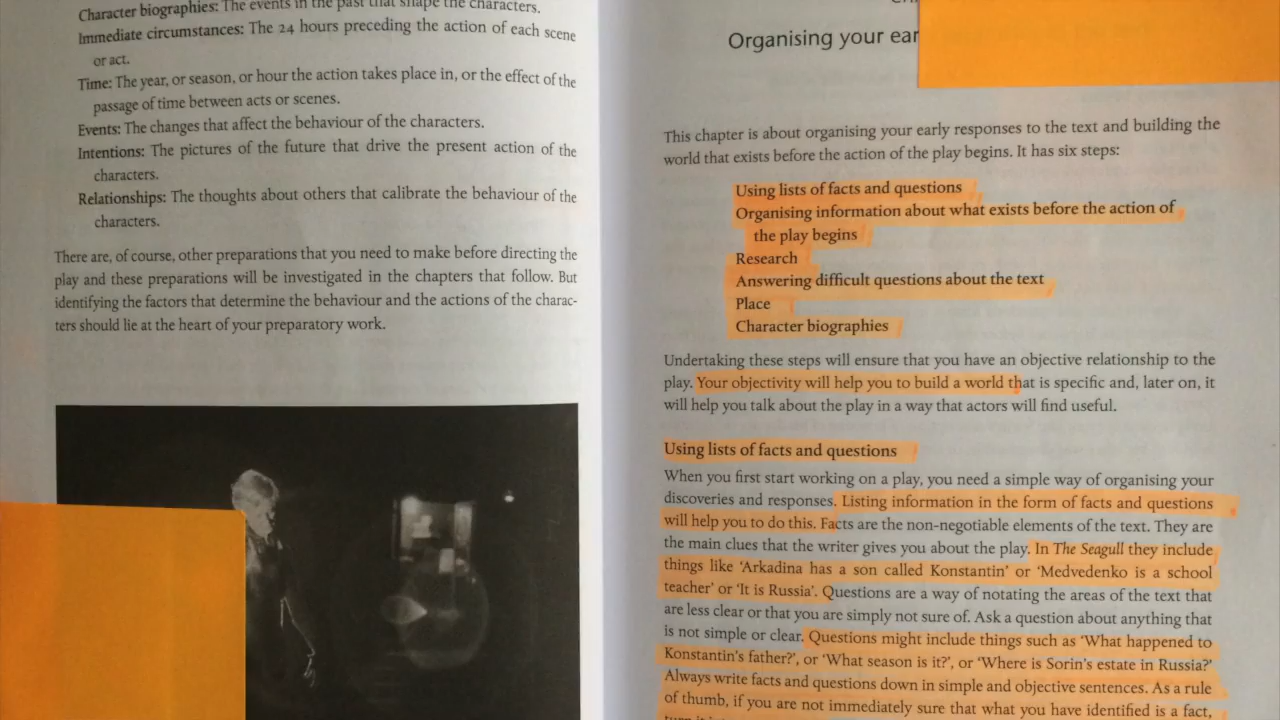 Character biographies: The events in the past that shape the characters.
Immediate circumstances: The 24 hours preceding the action of each scene
or act.
Time: The year, or season, or hour the action takes place in, or the effect of the
passage of time between acts or scenes.
Events: The changes that affect the behaviour of the characters.
Intentions: The pictures of the future that drive the present action of the
characters.
Relationships: The thoughts about others that calibrate the behaviour of the
characters.
There are, of course, other preparations that you need to make before directing the
play and these preparations will be investigated in the chapters that follow. But
identifying the factors that determine the behaviour and the actions of the charac-
ters should lie at the heart of your preparatory work.
Organising your ear
This chapter is about organising your early responses to the text and building the
world that exists before the action of the play begins. It has six steps:
Using lists of facts and questions
Organising information about what exists before the action of
the play begins
Research
Answering difficult questions about the text
Place
Character biographies
Undertaking these steps will ensure that you have an objective relationship to the
play. Your objectivity will help you to build a world that is specific and, later on, it
will help you talk about the play in a way that actors will find useful.
Using lists of facts and questions
When you first start working on a play, you need a simple way of organising your
discoveries and responses. Listing information in the form of facts and questions
will help you to do this. Facts are the non-negotiable elements of the text. They are
the main clues that the writer gives you about the play. In The Seagull they include
things like ‘Arkadina has a son called Konstantin’ or ‘Medvedenko is a school
teacher’ or ‘It is Russia’. Questions are a way of notating the areas of the text that
are less clear or that you are simply not sure of. Ask a question about anything that
is not simple or clear. Questions might include things such as ‘What happened to
Konstantin’s father?’, or ‘What season is it?’, or ‘Where is Sorin’s estate in Russia?’
Always write facts and questions down in simple and objective sentences. As a rule
of thumb, if you are not immediately sure that what you have identified is a fact,